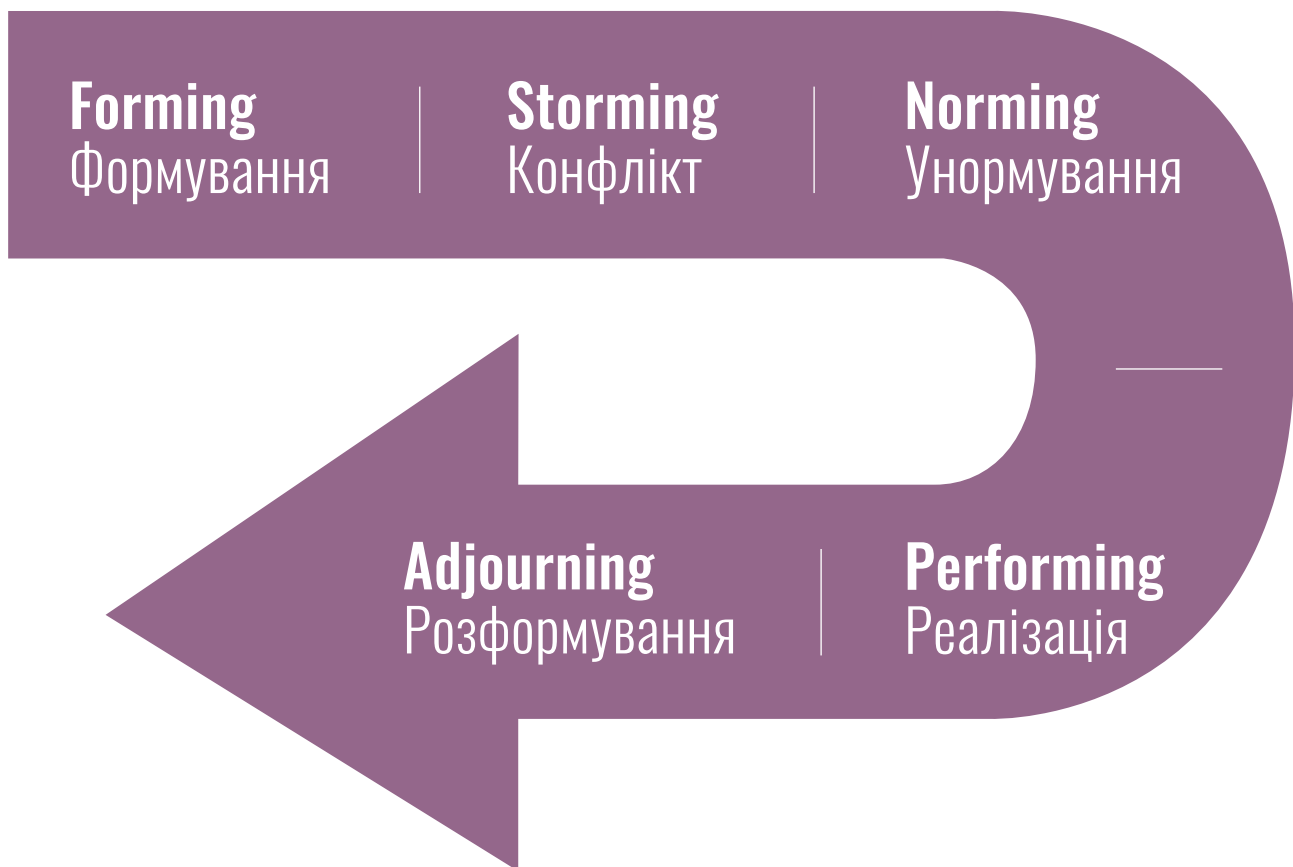 Forming
Формування
Storming
Конфлікт
Norming
Унормування
Performing
Реалізація
Adjourning
Розформування